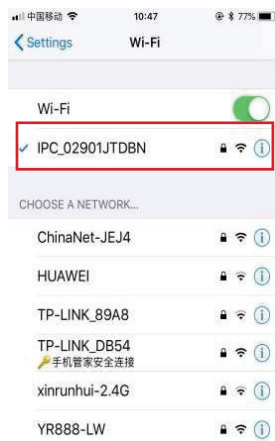 中国移动 10:47 77%
Settings Wi-Fi
Wi-Fi
IPC_02901JTDBN
CHOOSE A NETWORK...
ChinaNet-JEJ4
HUAWEI
TP-LINK_89A8
TP-LINK_DB54
手机管家安全连接
xinrunhui-2.4G
YR888-LW